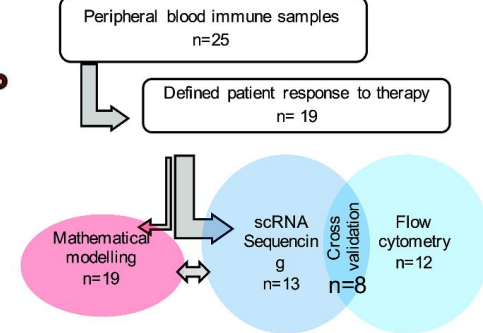 Peripheral blood immune samples
n=25
Defined patient response to therapy
n= 19
Mathematical
modelling
n=19
scRNA
Sequencin
g
n=13
Cross
validation
n=8
Flow
cytometry
n=12